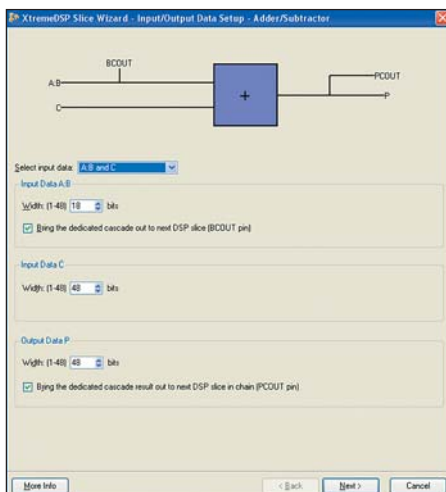 XtremeDSP Slice Wizard - Input/Output Data Setup - Adder/Subtractor
BCOUT
A:B
C
+
PCOUT
P
Select input data: A:B and C
Input Data A:B
Width: (1-48) 18 bits
Bring the dedicated cascade out to next DSP slice (BCOUT pin)
Input Data C
Width: (1-48) 48 bits
Output Data P
Width: (1-48) 48 bits
Bring the dedicated cascade result out to next DSP slice in chain (PCOUT pin)
More Info
< Back
Next >
Cancel